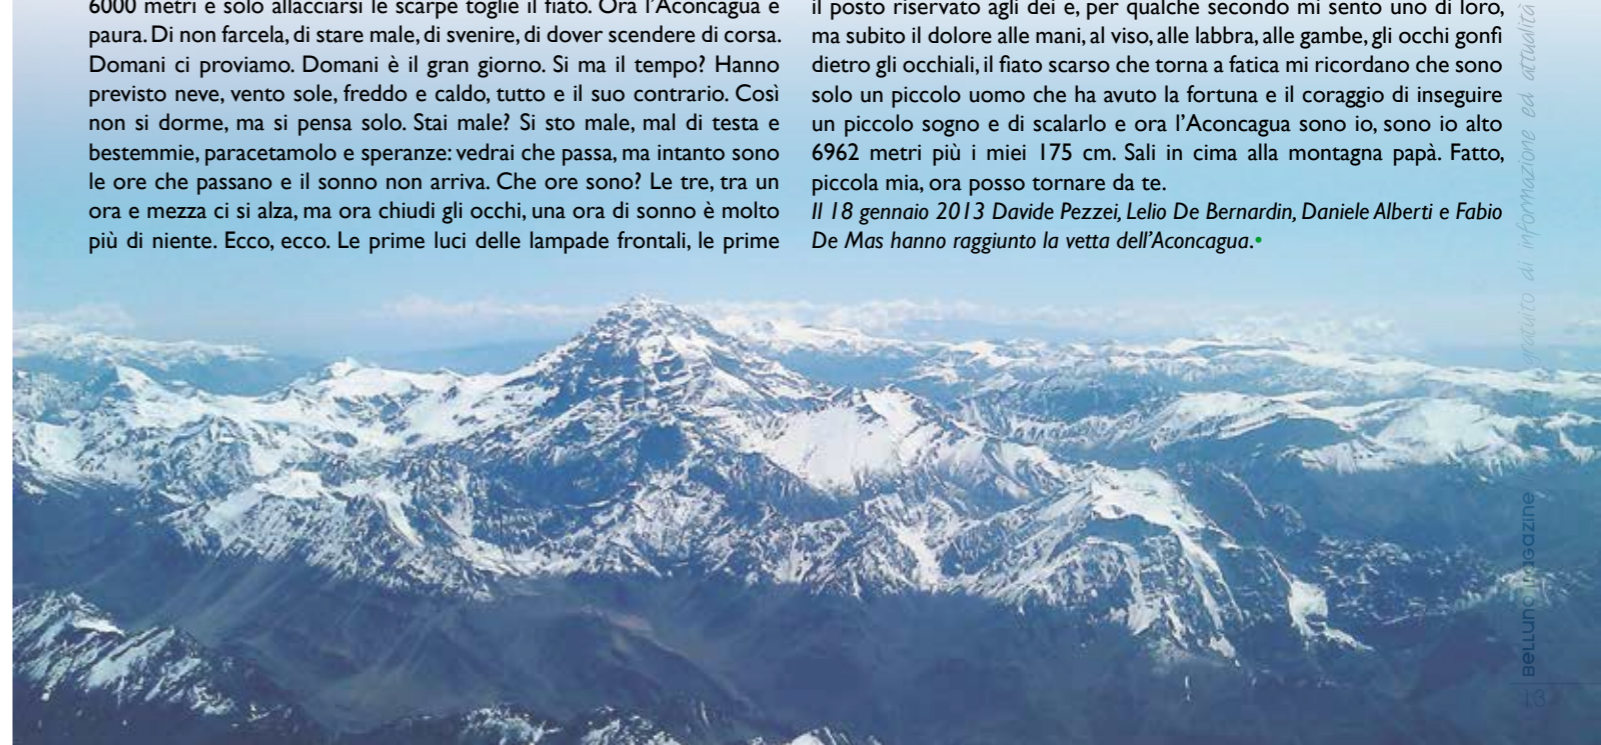 6000 metri e solo allacciarsi le scarpe toglie il fiato. Ora l'Aconcagua è
paura. Di non farcela, di stare male, di svenire, di dover scendere di corsa.
Domani ci proviamo. Domani è il gran giorno. Si ma il tempo? Hanno
previsto neve, vento sole, freddo e caldo, tutto e il suo contrario. Così
non si dorme, ma si pensa solo. Stai male? Si sto male, mal di testa e
bestemmie, paracetamolo e speranze: vedrai che passa, ma intanto sono
le ore che passano e il sonno non arriva. Che ore sono? Le tre, tra un
ora e mezza ci si alza, ma ora chiudi gli occhi, una ora di sonno è molto
più di niente. Ecco, ecco. Le prime luci delle lampade frontali, le prime
il posto riservato agli dei e, per qualche secondo mi sento uno di loro,
ma subito il dolore alle mani, al viso, alle labbra, alle gambe, gli occhi gonfi
dietro gli occhiali, il fiato scarso che torna a fatica mi ricordano che sono
solo un piccolo uomo che ha avuto la fortuna e il coraggio di inseguire
un piccolo sogno e di scalarlo e ora l'Aconcagua sono io, sono io alto
6962 metri più i miei 175 cm. Sali in cima alla montagna papà. Fatto,
piccola mia, ora posso tornare da te.
Il 18 gennaio 2013 Davide Pezzei, Lelio De Bernardin, Daniele Alberti e Fabio
De Mas hanno raggiunto la vetta dell'Aconcagua.•
BELLUNO magazine gratuito di informazione ed attualità
13